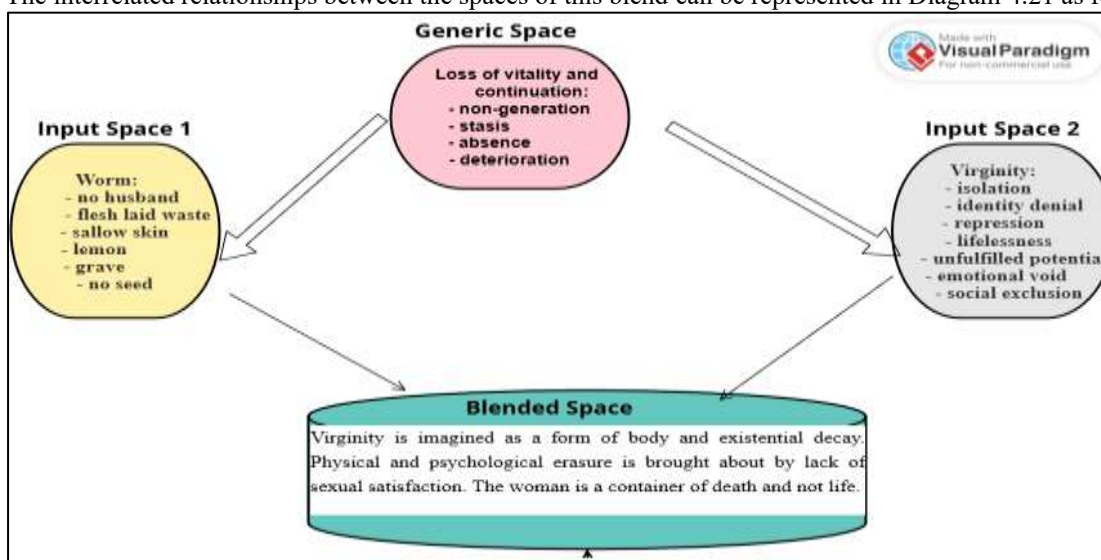 The interrelated relationships between the spaces of this blend can be represented in Diagram 4.21 as
Generic Space
Made with
Visual Paradigm
For non-commercial use
Loss of vitality and
continuation:
- non-generation
- stasis
- absence
- deterioration
Input Space 1
Worm:
- no husband
- flesh laid waste
- sallow skin
- lemon
- grave
- no seed
Input Space 2
Virginity:
- isolation
- identity denial
- repression
- lifelessness
- unfulfilled potentia
- emotional void
- social exclusion
Blended Space
Virginity is imagined as a form of body and existential decay.
Physical and psychological erasure is brought about by lack of
sexual satisfaction. The woman is a container of death and not life.